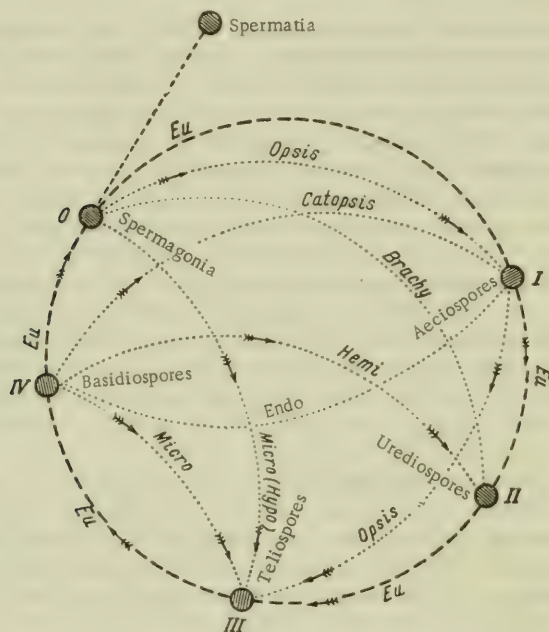 Spermatia
Eu
Opsis
Catopsis
O
Spermagonia
Brachy
Aeciospores
I
Eu
Hemi
Eu
IV
Basidiospores
Endo
Urediospores
II
Micro
Micro (Hypo)
Opsis
Eu
Teliospores
Eu
III